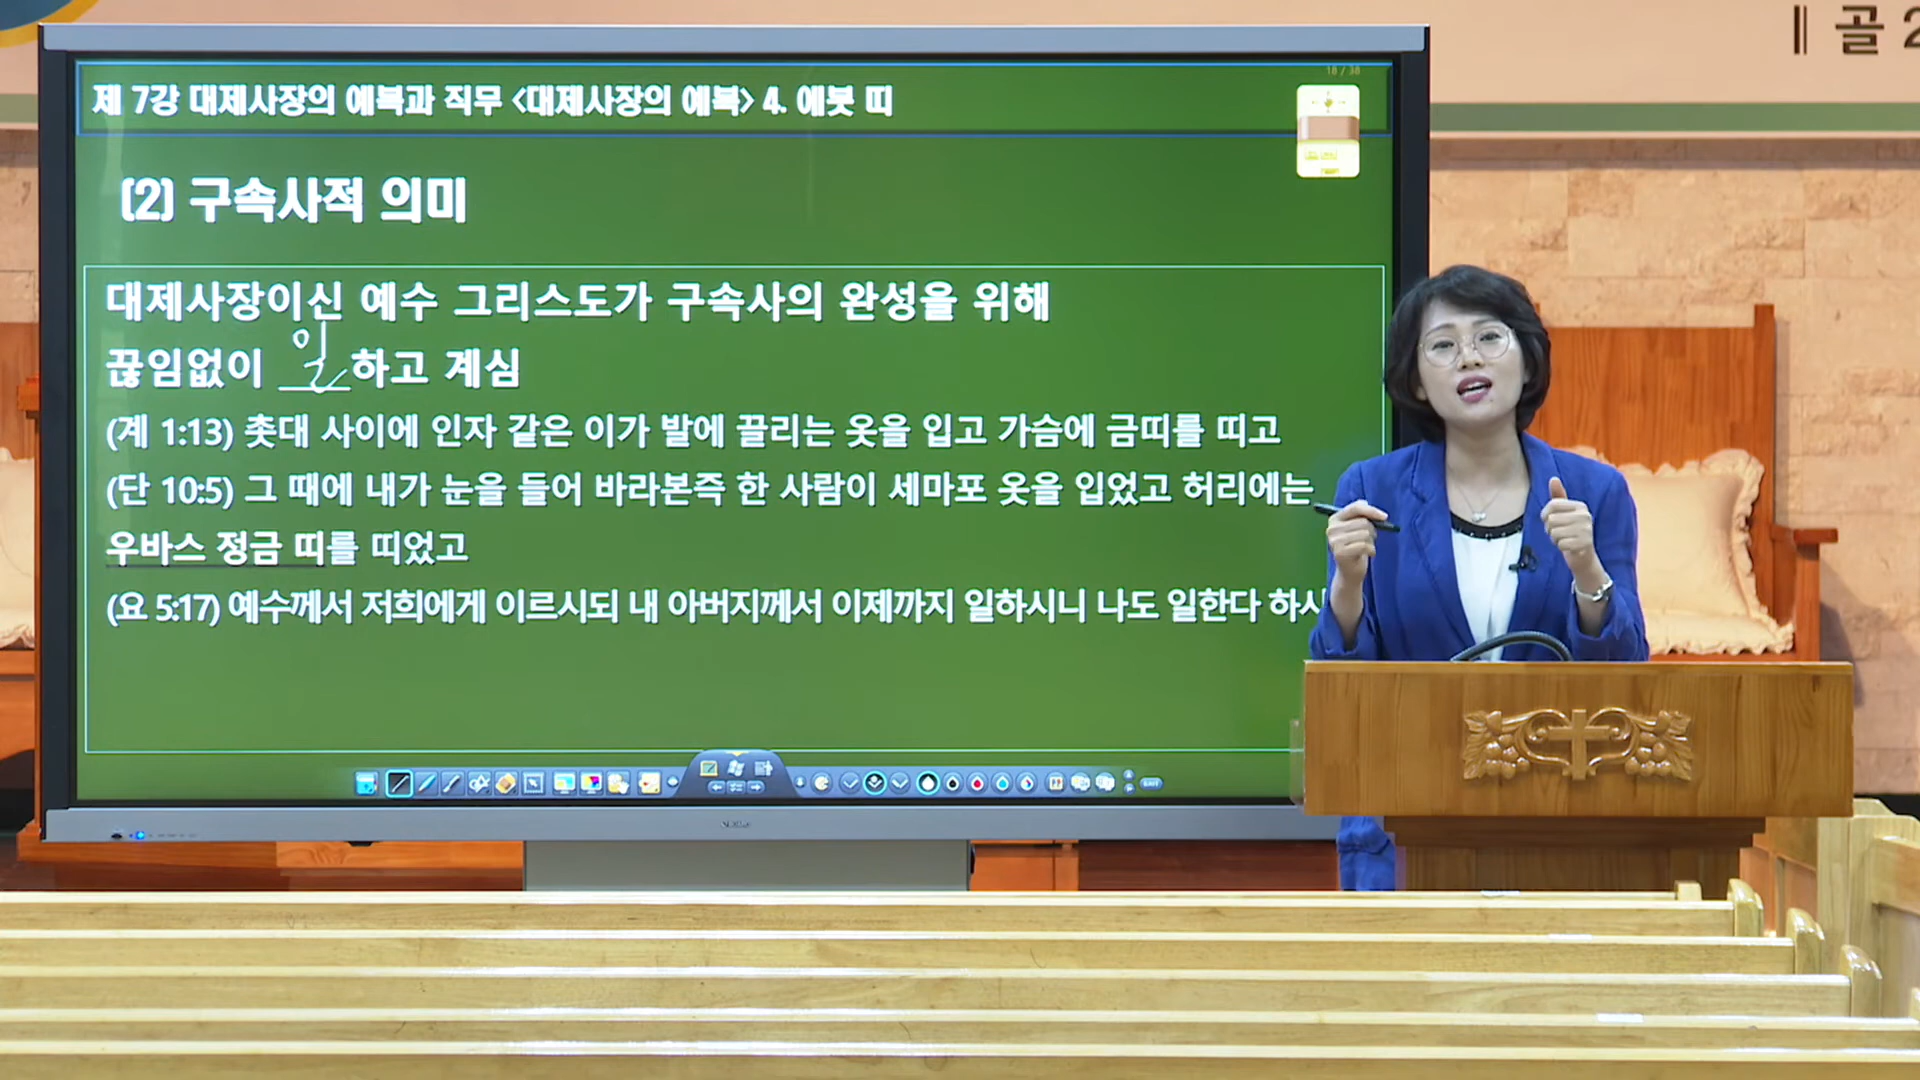 ‖ 골 2
18 / 38
제 7강 대제사장의 예복과 직무 <대제사장의 예복> 4. 에봇 띠
(2) 구속사적 의미
대제사장이신 예수 그리스도가 구속사의 완성을 위해
끊임없이 일하고 계심
(계 1:13) 촛대 사이에 인자 같은 이가 발에 끌리는 옷을 입고 가슴에 금띠를 띠고
(단 10:5) 그 때에 내가 눈을 들어 바라본즉 한 사람이 세마포 옷을 입었고 허리에는
우바스 정금 띠를 띠었고
(요 5:17) 예수께서 저희에게 이르시되 내 아버지께서 이제까지 일하시니 나도 일한다 하시